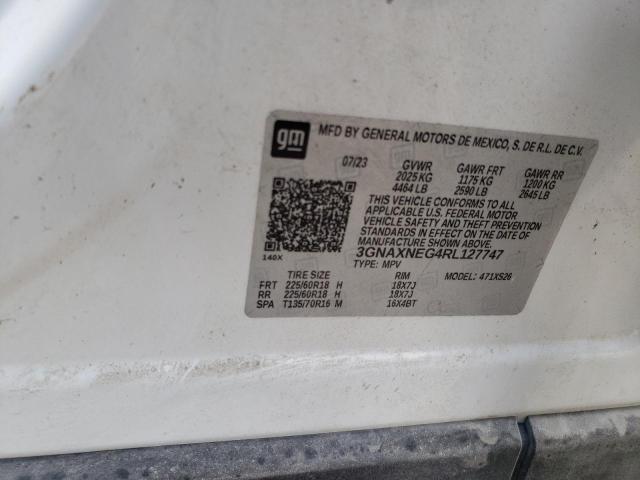 gm MFD BY GENERAL MOTORS DE MEXICO, S. DE R.L. DE C.V.
07/23 GVWR GAWR FRT GAWR RR
2025 KG 1175 KG 1200 KG
4464 LB 2590 LB 2645 LB
THIS VEHICLE CONFORMS TO ALL
APPLICABLE U.S. FEDERAL MOTOR
VEHICLE SAFETY AND THEFT PREVENTION
STANDARDS IN EFFECT ON THE DATE OF
MANUFACTURE SHOWN ABOVE.
140X 3GNAXNEG4RL127747
TYPE: MPV MODEL: 471XS26
TIRE SIZE RIM
FRT 225/60R18 H 18X7J
RR 225/60R18 H 18X7J
SPA T135/70R16 M 16X4BT